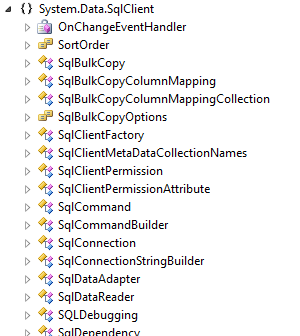 {} System.Data.SqlClient
OnChangeEventHandler
SortOrder
SqlBulkCopy
SqlBulkCopyColumnMapping
SqlBulkCopyColumnMappingCollection
SqlBulkCopyOptions
SqlClientFactory
SqlClientMetaDataCollectionNames
SqlClientPermission
SqlClientPermissionAttribute
SqlCommand
SqlCommandBuilder
SqlConnection
SqlConnectionStringBuilder
SqlDataAdapter
SqlDataReader
SQLDebugging
SqlDependency